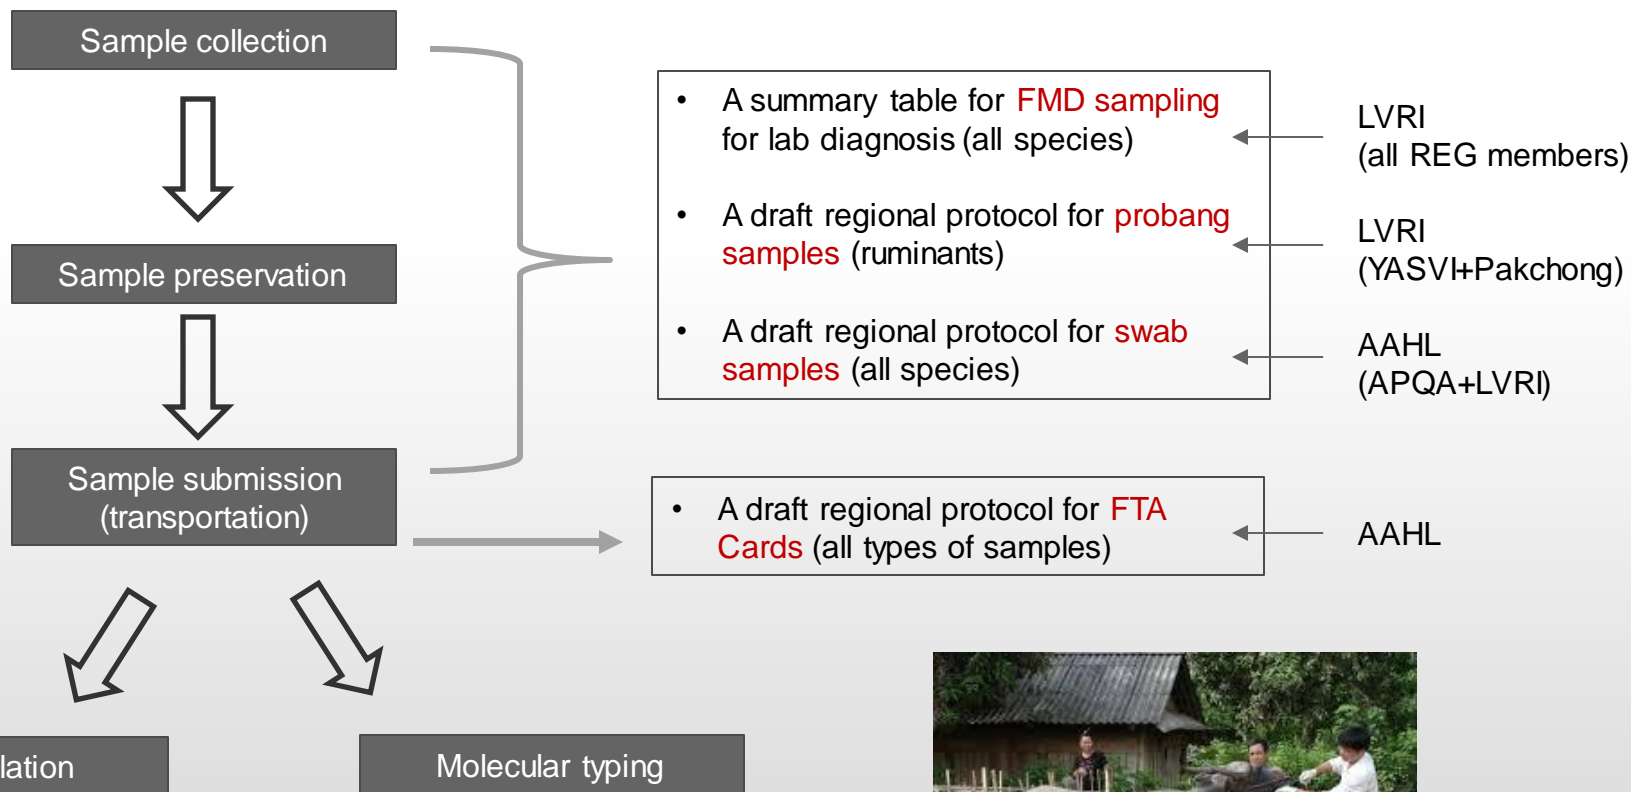 Sample collection
Sample preservation
Sample submission
(transportation)
lation
Molecular typing
• A summary table for FMD sampling
for lab diagnosis (all species)
• A draft regional protocol for probang
samples (ruminants)
• A draft regional protocol for swab
samples (all species)
• A draft regional protocol for FTA
Cards (all types of samples)
LVRI
(all REG members)
LVRI
(YASVI+Pakchong)
AAHL
(APQA+LVRI)
AAHL